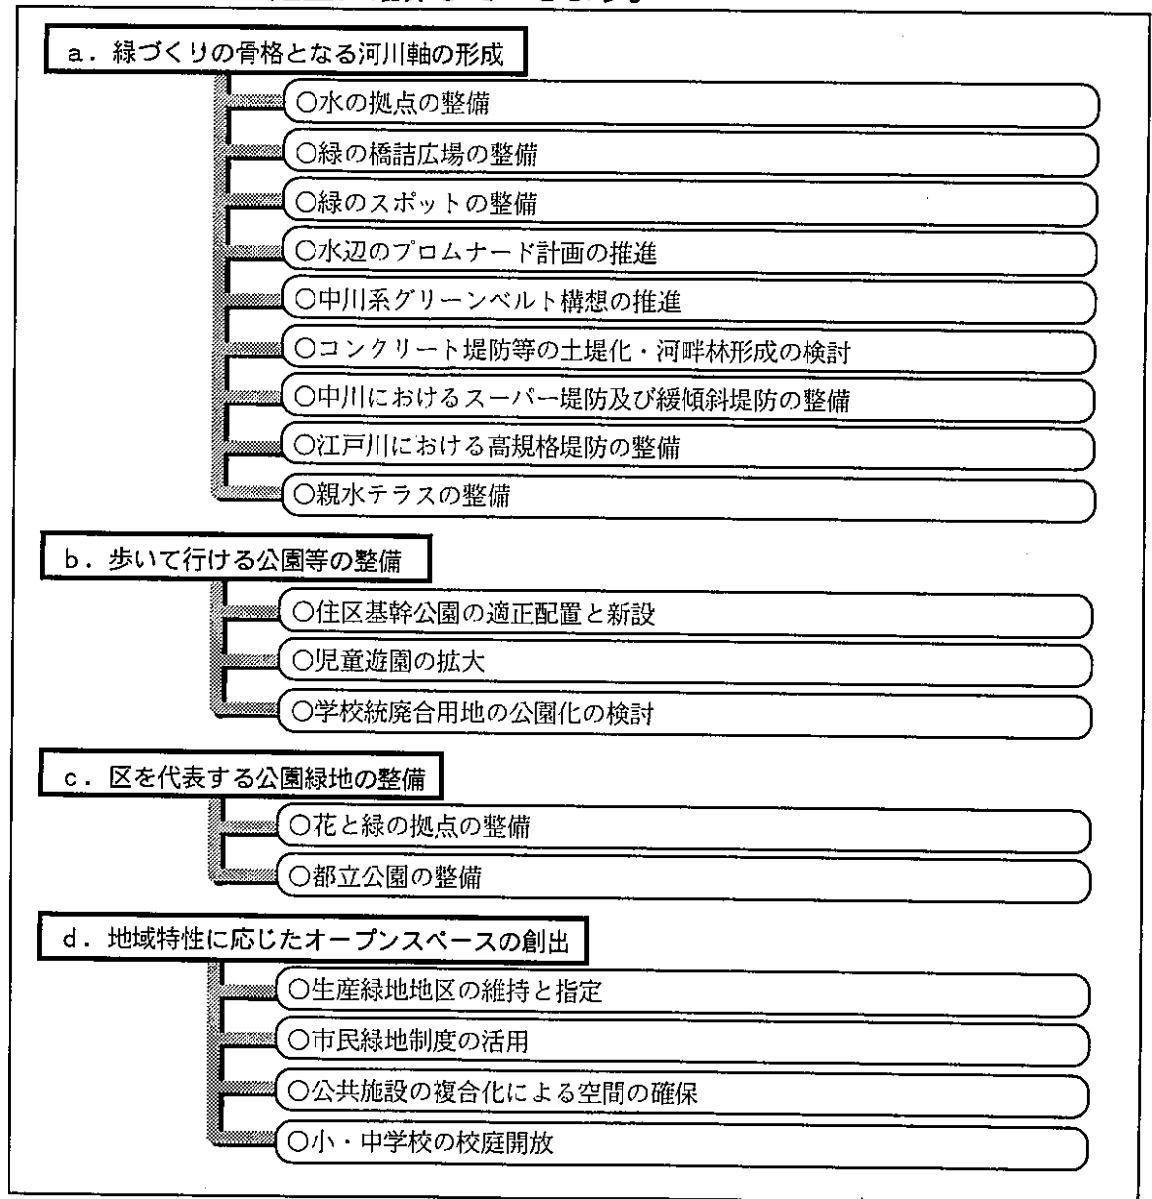 a．緑づくりの骨格となる河川軸の形成
○水の拠点の整備
○緑の橋詰広場の整備
○緑のスポットの整備
○水辺のプロムナード計画の推進
○中川系グリーンベルト構想の推進
○コンクリート堤防等の土堤化・河畔林形成の検討
○中川におけるスーパー堤防及び緩傾斜堤防の整備
○江戸川における高規格堤防の整備
○親水テラスの整備
b．歩いて行ける公園等の整備
○住区基幹公園の適正配置と新設
○児童遊園の拡大
○学校統廃合用地の公園化の検討
c．区を代表する公園緑地の整備
○花と緑の拠点の整備
○都立公園の整備
d．地域特性に応じたオープンスペースの創出
○生産緑地地区の維持と指定
○市民緑地制度の活用
○公共施設の複合化による空間の確保
○小・中学校の校庭開放